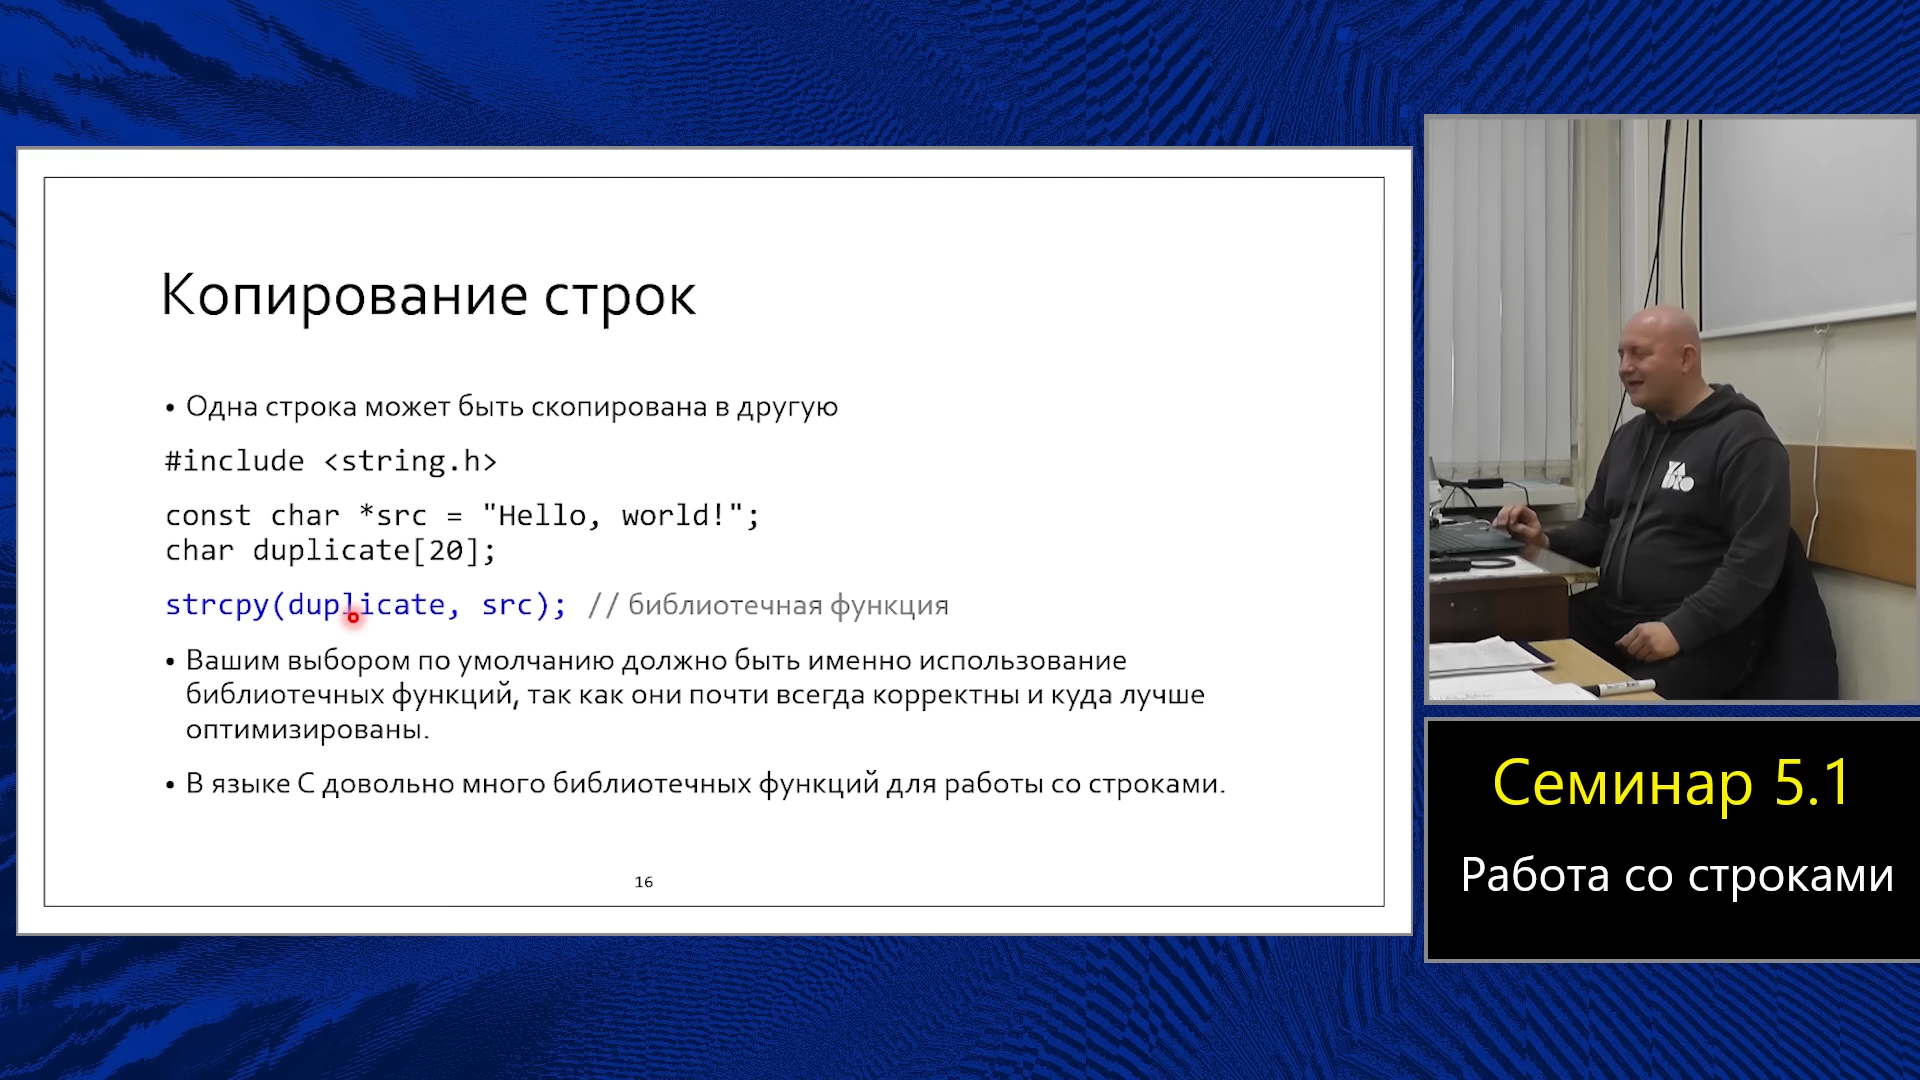 Копирование строк
• Одна строка может быть скопирована в другую
#include <string.h>
const char *src = "Hello, world!";
char duplicate[20];
strcpy(duplicate, src); // библиотечная функция
• Вашим выбором по умолчанию должно быть именно использование
библиотечных функций, так как они почти всегда корректны и куда лучше
оптимизированы.
• В языке С довольно много библиотечных функций для работы со строками.
16
Семинар 5.1
Работа со строками